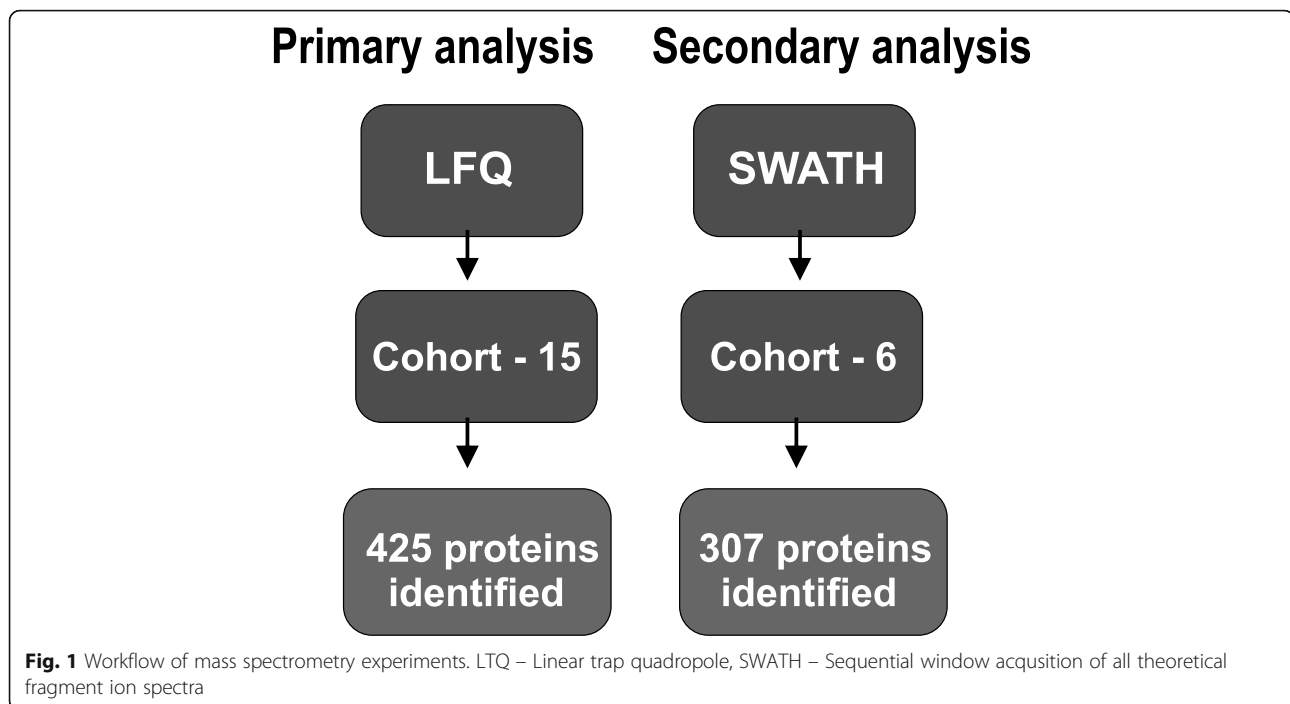 Primary analysis
Secondary analysis
LFQ
SWATH
Cohort - 15
Cohort - 6
425 proteins
identified
307 proteins
identified
Fig. 1 Workflow of mass spectrometry experiments. LTQ – Linear trap quadropole, SWATH – Sequential window acqusition of all theoretical
fragment ion spectra